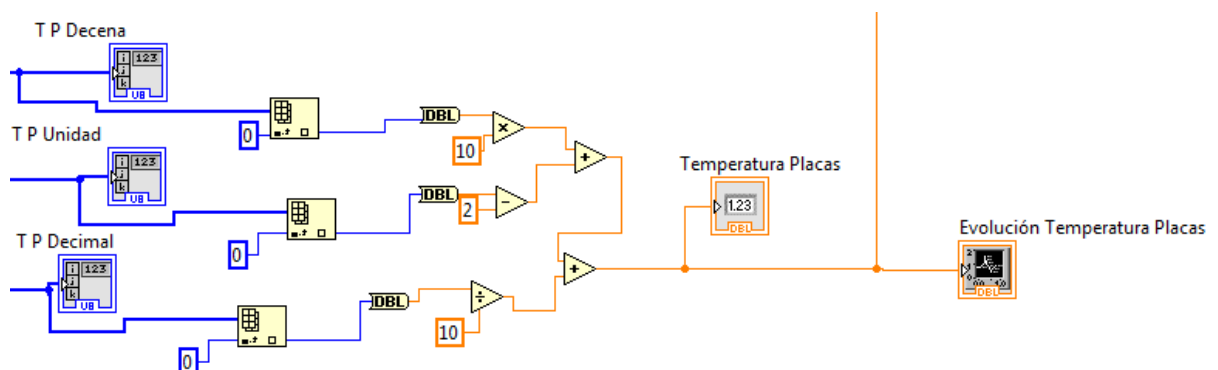 T P Decena
i 123
j
k
U8
0
DBL
×
10
+
T P Unidad
i 123
j
k
U8
0
DBL
2
−
T P Decimal
i 123
j
k
U8
0
DBL
÷
10
+
Temperatura Placas
1.23
DBL
Evolución Temperatura Placas
DBL